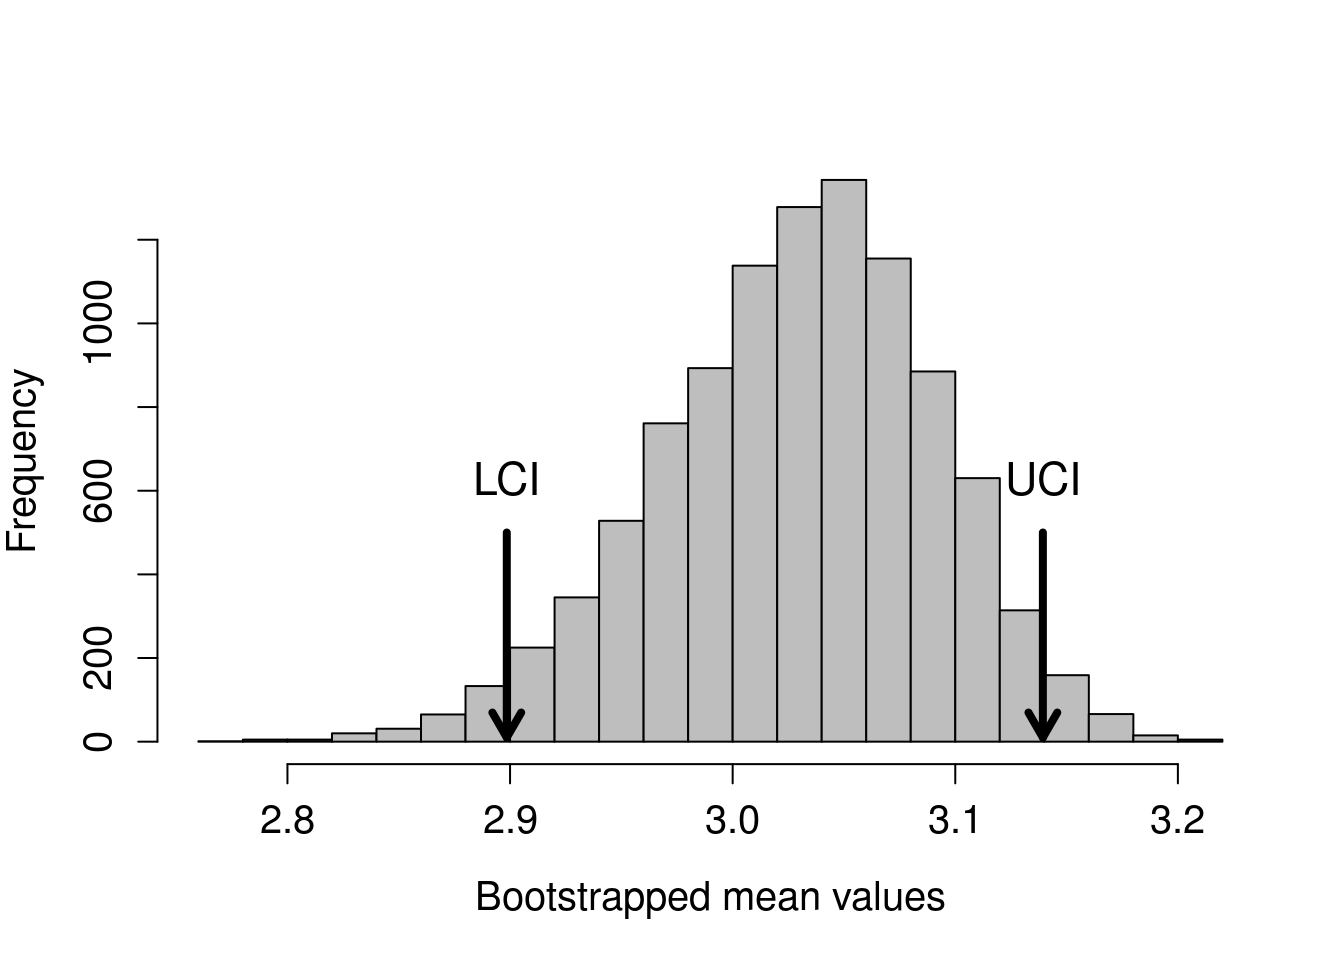 Frequency
1000
600
200
0
LCI
UCI
2.8 2.9 3.0 3.1 3.2
Bootstrapped mean values